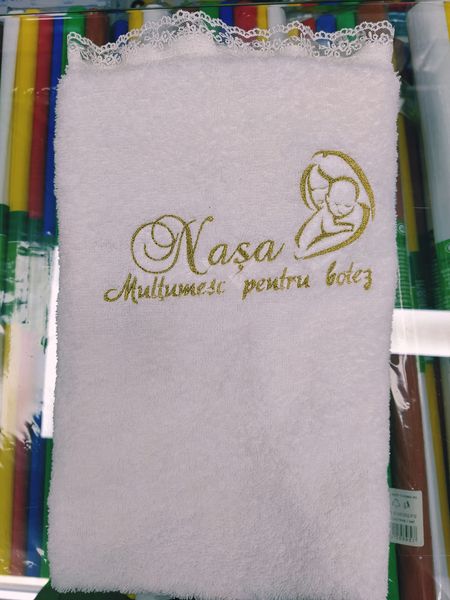 Nașa
Mulțumesc pentru botez